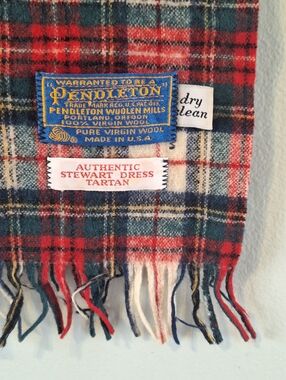 "WARRANTED TO BE A
"PENDLETON"
TRADE MARK REG. U.S. PAT. OFF.
PENDLETON WOOLEN MILLS
PORTLAND, OREGON
100% VIRGIN WOOL
PURE VIRGIN WOOL
MADE IN U.S.A.
dry
clean
AUTHENTIC
STEWART DRESS
TARTAN